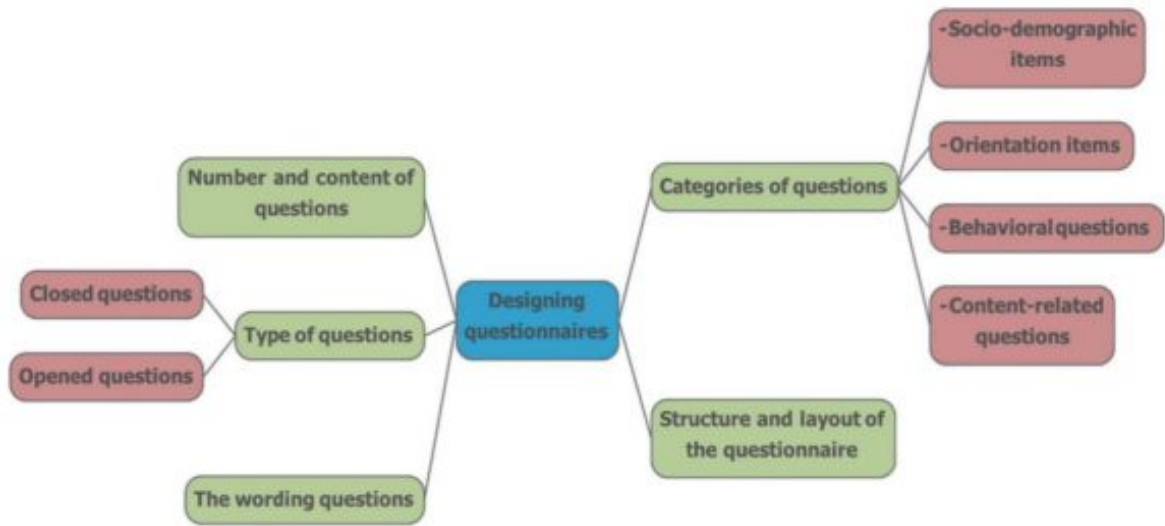 Number and content of
questions
Closed questions
Type of questions
Opened questions
The wording questions
Designing
questionnaires
Categories of questions
-Socio-demographic
items
-Orientation items
-Behavioral questions
-Content-related
questions
Structure and layout of
the questionnaire